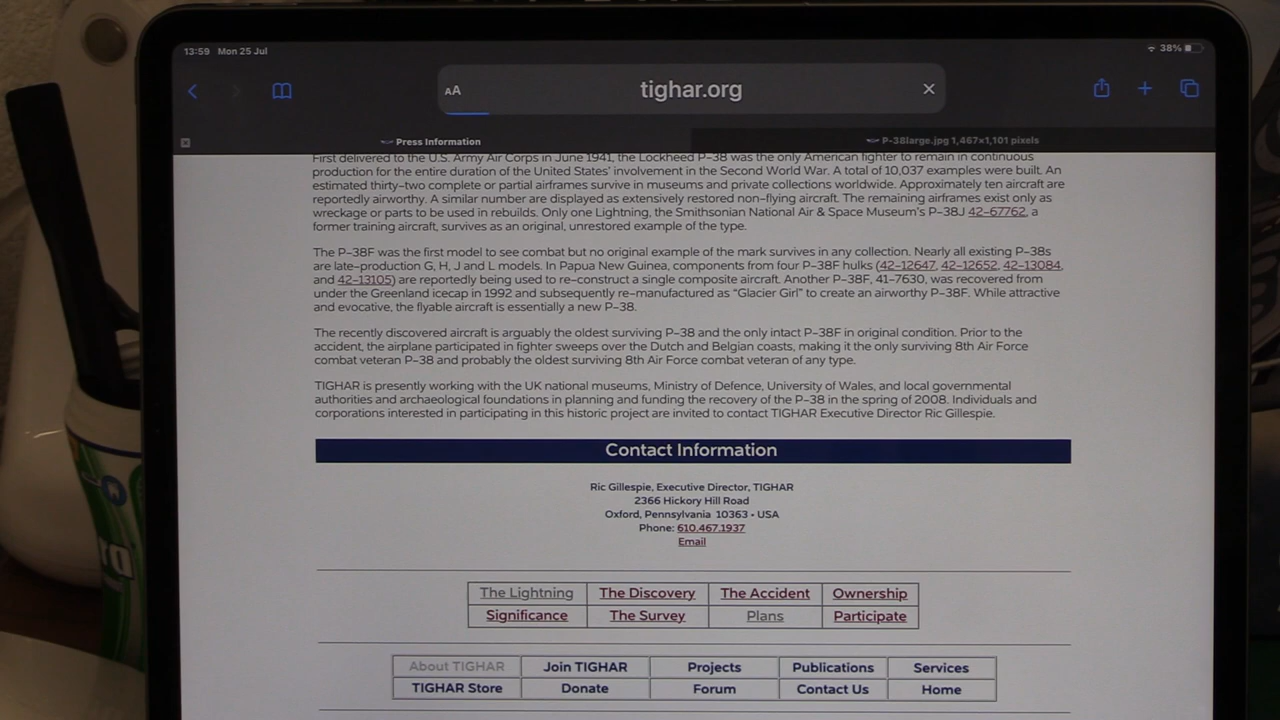 13:59 Mon 25 Jul
38%
AA
tighar.org
Press Information
P-38large.jpg 1,467×1,101 pixels
First delivered to the U.S. Army Air Corps in June 1941, the Lockheed P-38 was the only American fighter to remain in continuous
production for the entire duration of the United States' involvement in the Second World War. A total of 10,037 examples were built. An
estimated thirty-two complete or partial airframes survive in museums and private collections worldwide. Approximately ten aircraft are
reportedly airworthy. A similar number are displayed as extensively restored non-flying aircraft. The remaining airframes exist only as
wreckage or parts to be used in rebuilds. Only one Lightning, the Smithsonian National Air & Space Museum's P-38J 42-67762, a
former training aircraft, survives as an original, unrestored example of the type.
The P-38F was the first model to see combat but no original example of the mark survives in any collection. Nearly all existing P-38s
are late-production G, H, J and L models. In Papua New Guinea, components from four P-38F hulks (42-12647, 42-12652, 42-13084,
and 42-13105) are reportedly being used to re-construct a single composite aircraft. Another P-38F, 41-7630, was recovered from
under the Greenland icecap in 1992 and subsequently re-manufactured as "Glacier Girl" to create an airworthy P-38F. While attractive
and evocative, the flyable aircraft is essentially a new P-38.
The recently discovered aircraft is arguably the oldest surviving P-38 and the only intact P-38F in original condition. Prior to the
accident, the airplane participated in fighter sweeps over the Dutch and Belgian coasts, making it the only surviving 8th Air Force
combat veteran P-38 and probably the oldest surviving 8th Air Force combat veteran of any type.
TIGHAR is presently working with the UK national museums, Ministry of Defence, University of Wales, and local governmental
authorities and archaeological foundations in planning and funding the recovery of the P-38 in the spring of 2008. Individuals and
corporations interested in participating in this historic project are invited to contact TIGHAR Executive Director Ric Gillespie.
Contact Information
Ric Gillespie, Executive Director, TIGHAR
2366 Hickory Hill Road
Oxford, Pennsylvania 10363 • USA
Phone: 610.467.1937
Email
The Lightning The Discovery The Accident Ownership
Significance The Survey Plans Participate
About TIGHAR Join TIGHAR Projects Publications Services
TIGHAR Store Donate Forum Contact Us Home